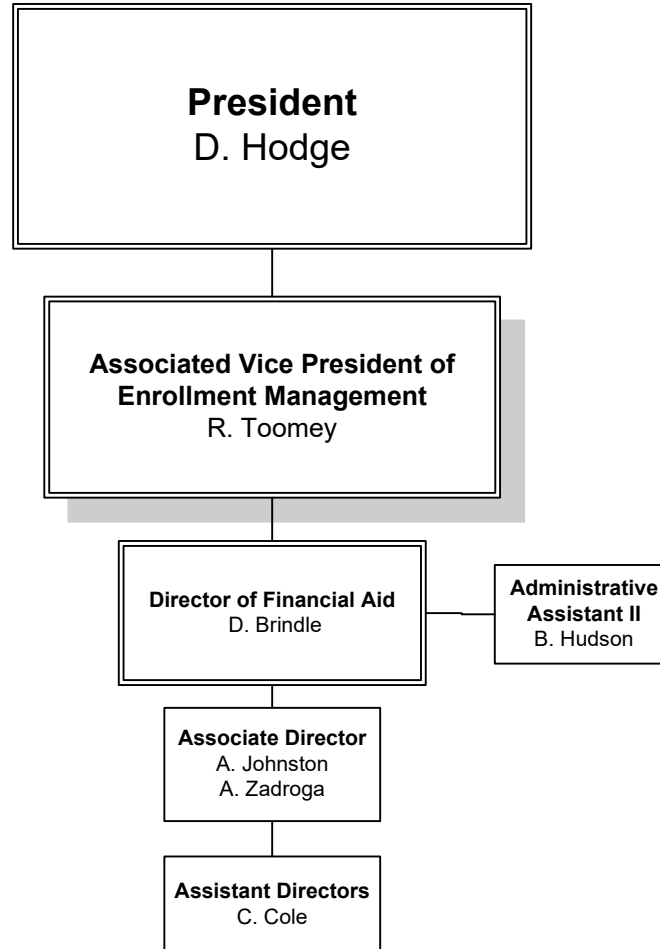 President
D. Hodge
Associated Vice President of
Enrollment Management
R. Toomey
Director of Financial Aid
D. Brindle
Administrative
Assistant II
B. Hudson
Associate Director
A. Johnston
A. Zadroga
Assistant Directors
C. Cole